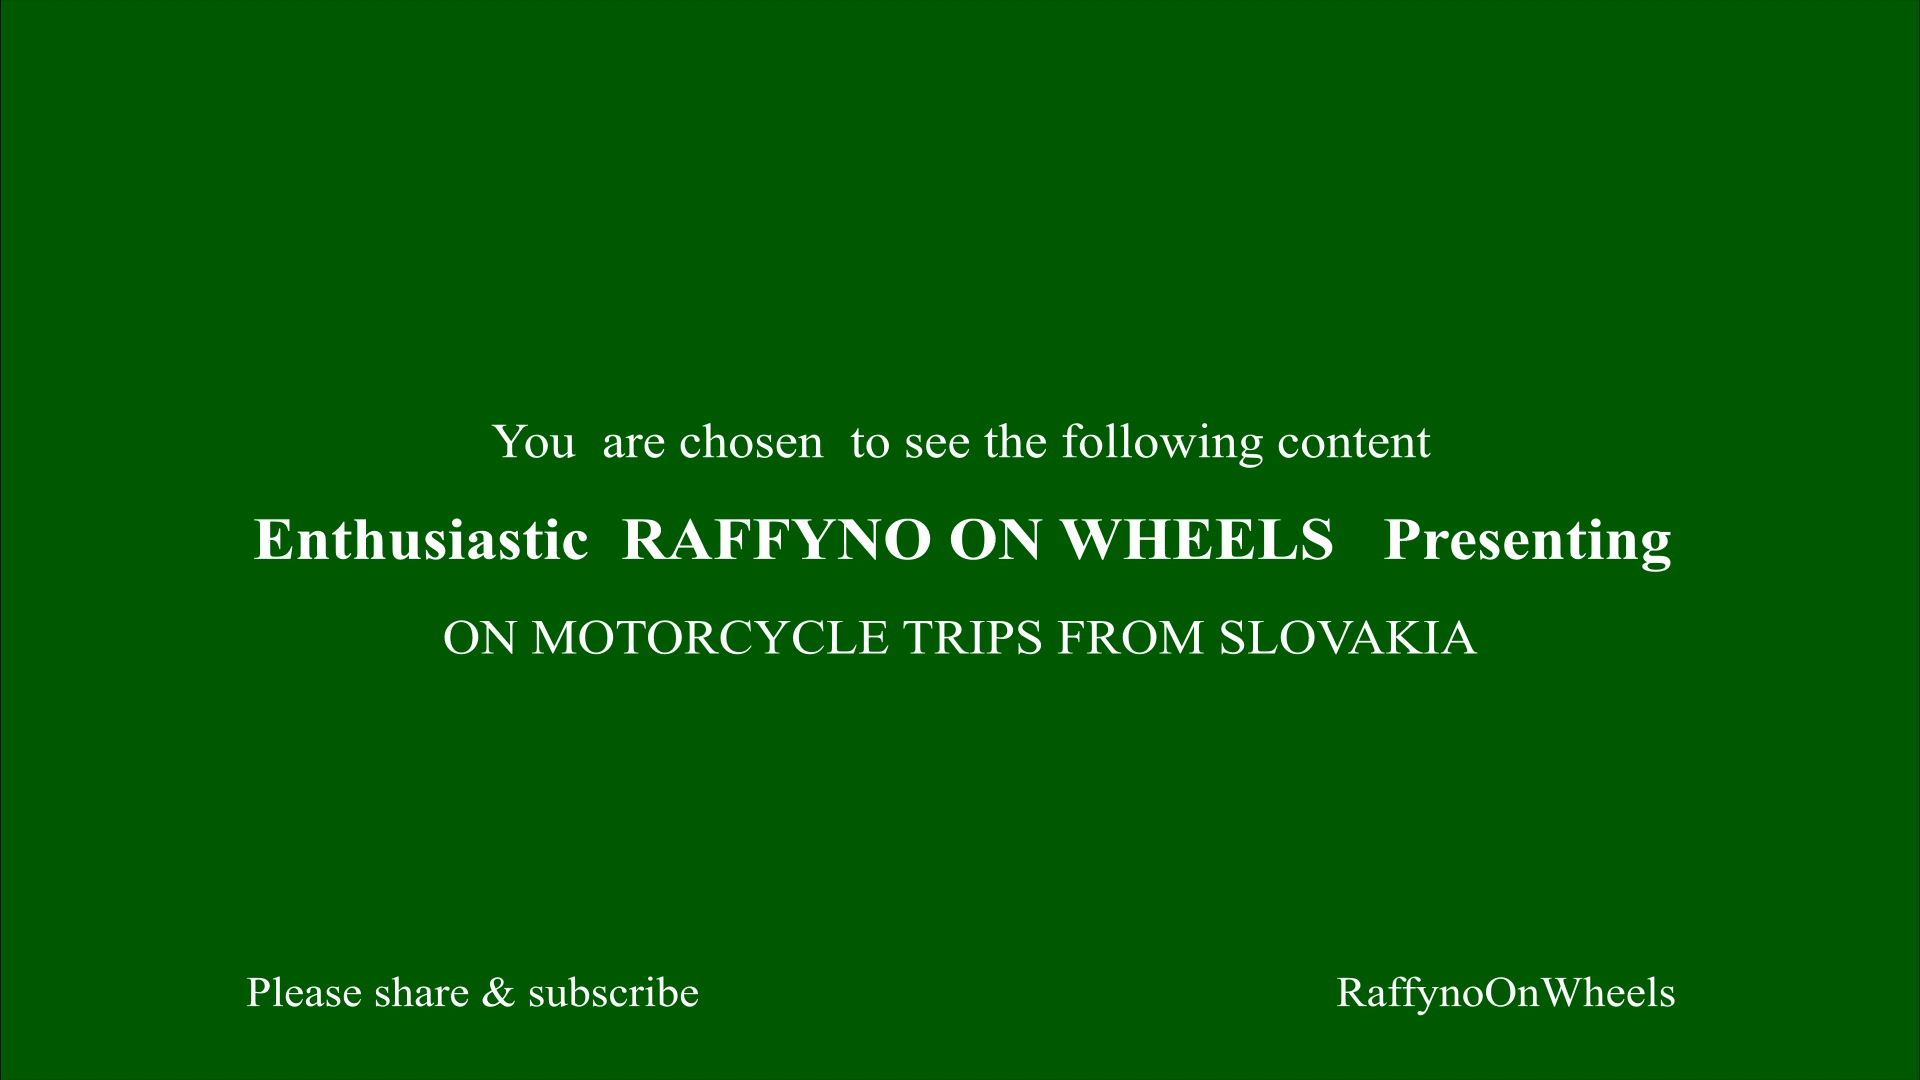 You are chosen to see the following content
Enthusiastic RAFFYNO ON WHEELS Presenting
ON MOTORCYCLE TRIPS FROM SLOVAKIA
Please share & subscribe
RaffynoOnWheels